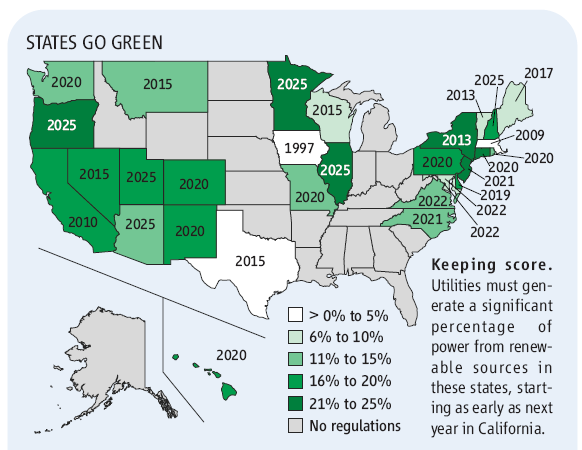 STATES GO GREEN
2020
2015
2025
2017
2025
2013
2015
2009
2025
2013
1997
2020
2025
2020
2020
2015
2025
2020
2021
2019
2020
2022
2022
2010
2025
2020
2021
2022
2015
Keeping score.
Utilities must gen-
erate a significant
percentage of
power from renew-
able sources in
these states, start-
ing as early as next
year in California.
> 0% to 5%
6% to 10%
11% to 15%
16% to 20%
21% to 25%
No regulations
2020